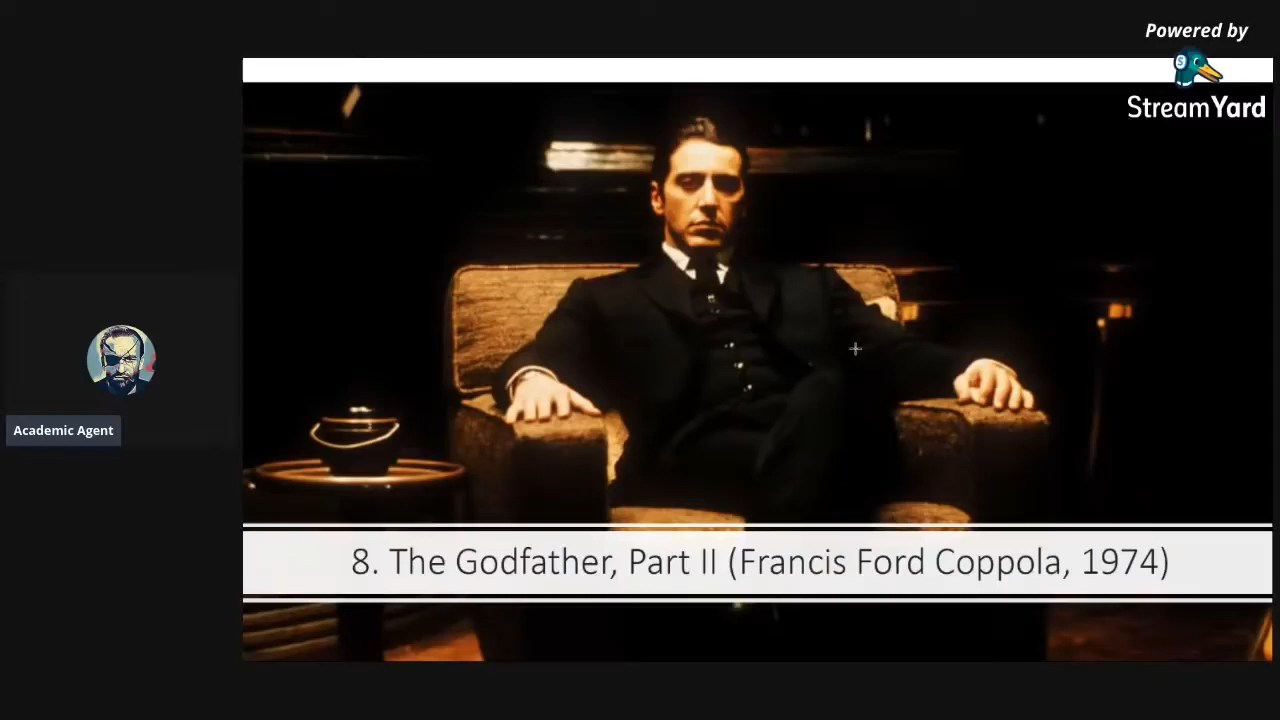 Powered by
S
StreamYard
Academic Agent
8. The Godfather, Part II (Francis Ford Coppola, 1974)